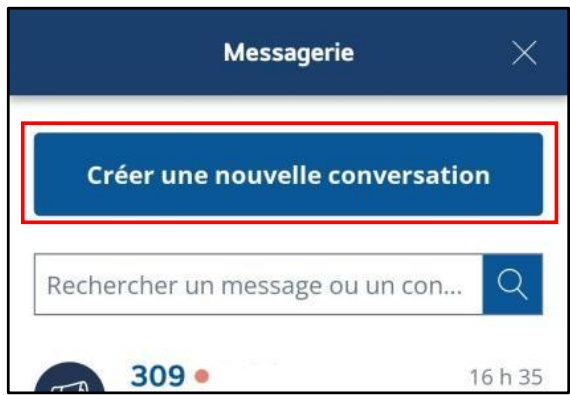 Messagerie
Créer une nouvelle conversation
Rechercher un message ou un con...
309
16 h 35